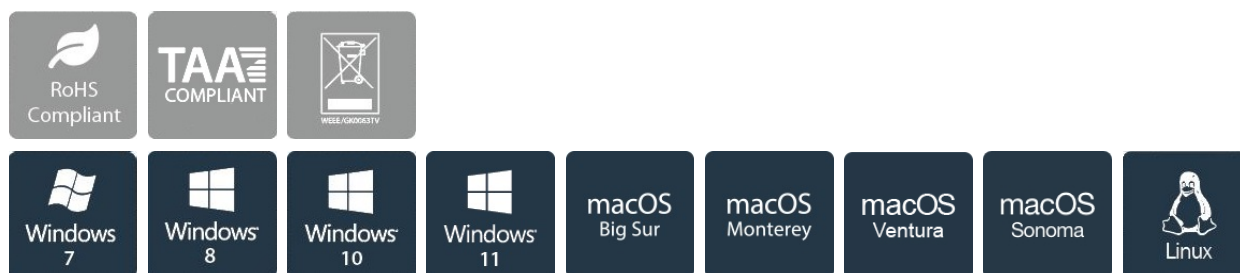 RoHS
Compliant
TAA
COMPLIANT
WEEE/GK0063TV
Windows
7
Windows
8
Windows
10
Windows
11
macOS
Big Sur
macOS
Monterey
macOS
Ventura
macOS
Sonoma
Linux